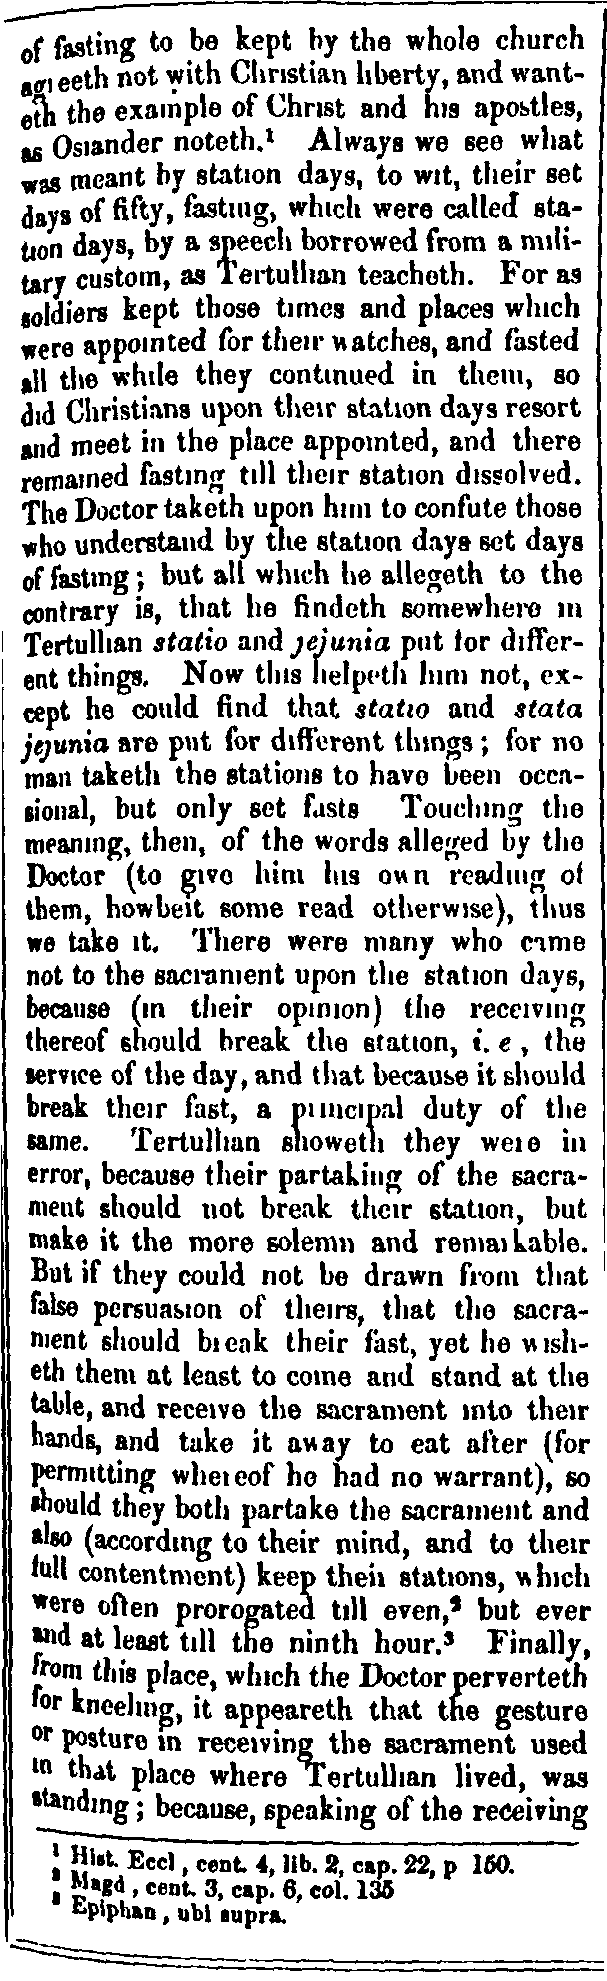 of fasting to be kept by the whole church
agreeth not with Christian liberty, and want-
eth the example of Christ and his apostles,
as Osiander noteth.¹ Always we see what
was meant by station days, to wit, their set
days of fifty, fasting, which were called sta-
tion days, by a speech borrowed from a mili-
tary custom, as Tertullian teacheth. For as
soldiers kept those times and places which
were appointed for their watches, and fasted
all the while they continued in them, so
did Christians upon their station days resort
and meet in the place appointed, and there
remained fasting till their station dissolved.
The Doctor taketh upon him to confute those
who understand by the station days set days
of fasting; but all which he allegeth to the
contrary is, that he findeth somewhere in
Tertullian statio and jejunia put for differ-
ent things. Now this helpeth him not, ex-
cept he could find that statio and stata
jejunia are put for different things; for no
man taketh the stations to have been occa-
sional, but only set fasts Touching the
meaning, then, of the words alleged by the
Doctor (to give him his own reading of
them, howbeit some read otherwise), thus
we take it. There were many who came
not to the sacrament upon the station days,
because (in their opinion) the receiving
thereof should break the station, i. e, the
service of the day, and that because it should
break their fast, a principal duty of the
same. Tertullian showeth they were in
error, because their partaking of the sacra-
ment should not break their station, but
make it the more solemn and remarkable.
But if they could not be drawn from that
false persuasion of theirs, that the sacra-
ment should break their fast, yet he wish-
eth them at least to come and stand at the
table, and receive the sacrament into their
hands, and take it away to eat after (for
permitting whereof he had no warrant), so
should they both partake the sacrament and
also (according to their mind, and to their
full contentment) keep their stations, which
were often prorogated till even,² but ever
and at least till the ninth hour.³ Finally,
from this place, which the Doctor perverteth
for kneeling, it appeareth that the gesture
or posture in receiving the sacrament used
in that place where Tertullian lived, was
standing; because, speaking of the receiving
¹ Hist. Eccl, cent. 4, lib. 2, cap. 22, p 150.
² Magd, cent. 3, cap. 6, col. 135
³ Epiphan, ubi supra.